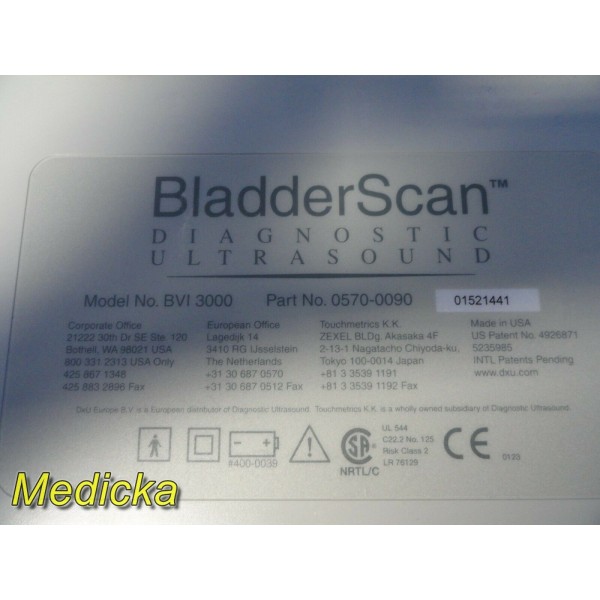 BladderScan™
DIAGNOSTIC
ULTRASOUND
Model No. BVI 3000 Part No. 0570-0090 01521441
Corporate Office
21222 30th Dr SE Ste. 120
Bothell, WA 98021 USA
800 331 2313 USA Only
425 867 1348
425 883 2896 Fax
European Office
Lagedijk 14
3410 RG IJsselstein
The Netherlands
+31 30 687 0570
+31 30 687 0512 Fax
Touchmetrics K.K.
ZEXEL BLDg. Akasaka 4F
2-13-1 Nagatacho Chiyoda-ku,
Tokyo 100-0014 Japan
+81 3 3539 1191
+81 3 3539 1192 Fax
Made in USA
US Patent No. 4926871
5235985
INTL Patents Pending
www.dxu.com
DxU Europe B.V. is a European distributor of Diagnostic Ultrasound. Touchmetrics K.K. is a wholly owned subsidiary of Diagnostic Ultrasound.
#400-0039
SA
NRTL/C
UL 544
C22.2 No. 125
Risk Class 2
LR 76129
CE 0123
Medicka